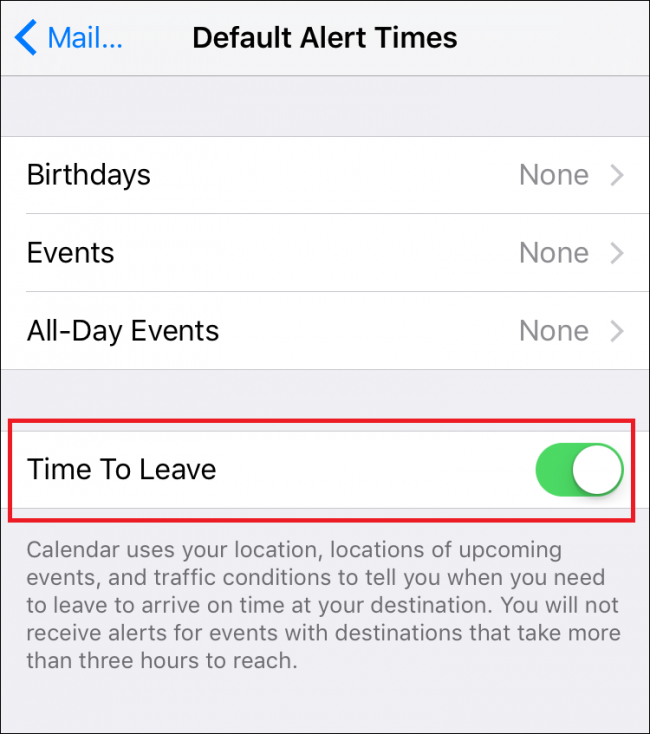 Mail... Default Alert Times
Birthdays None
Events None
All-Day Events None
Time To Leave
Calendar uses your location, locations of upcoming
events, and traffic conditions to tell you when you need
to leave to arrive on time at your destination. You will not
receive alerts for events with destinations that take more
than three hours to reach.